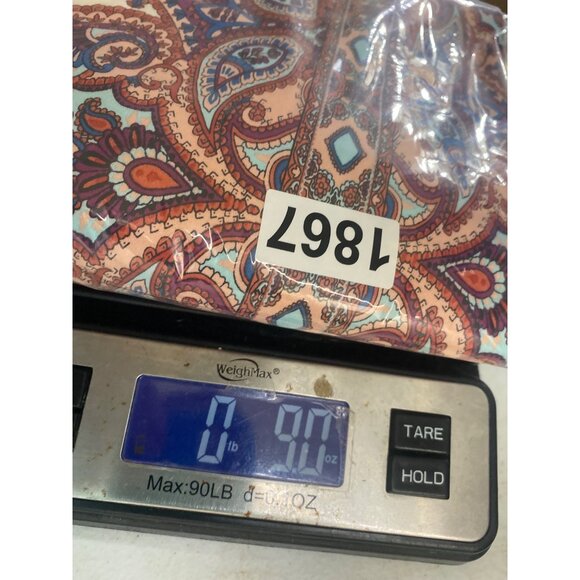 1867
WeighMax®
0 lb 9.0 oz
TARE
HOLD
Max:90LB d=0.1OZ